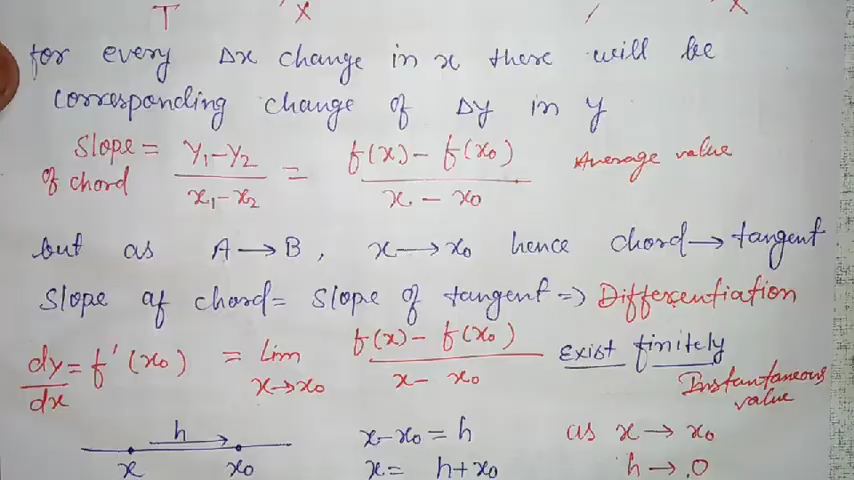 T X / X
for every Δx change in x there will be
corresponding change of Δy in y
Slope of chord = y₁-y₂ / x₁-x₂ = f(x) - f(x₀) / x - x₀ Average value
but as A → B, x → x₀ hence chord → tangent
Slope of chord = Slope of tangent => Differentiation
dy/dx = f'(x₀) = Lim x→x₀ f(x) - f(x₀) / x - x₀ Exist finitely
Instantaneous value
h x-x₀ = h as x → x₀
x x₀ x = h+x₀ h → 0